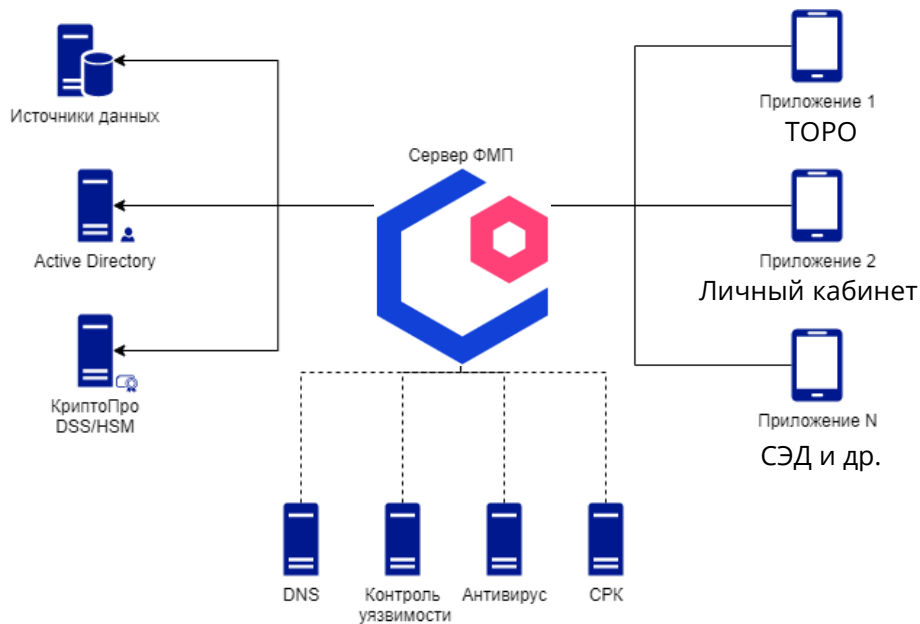 Источники данных
Active Directory
КриптоПро
DSS/HSM
Сервер ФМП
Приложение 1
ТОРО
Приложение 2
Личный кабинет
Приложение N
СЭД и др.
DNS
Контроль
уязвимости
Антивирус
СРК